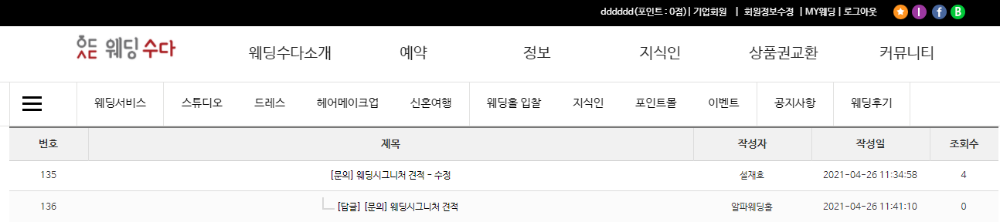 dddddd(포인트 : 0점) | 기업회원 | 회원정보수정 | MY웨딩 | 로그아웃
웨딩수다
웨딩수다소개 예약 정보 지식인 상품권교환 커뮤니티
웨딩서비스 스튜디오 드레스 헤어메이크업 신혼여행 웨딩홀 입찰 지식인 포인트몰 이벤트 공지사항 웨딩후기
번호 제목 작성자 작성일 조회수
135 [문의] 웨딩시그니처 견적 - 수정 설재호 2021-04-26 11:34:58 4
136 [답글] [문의] 웨딩시그니처 견적 알파웨딩홀 2021-04-26 11:41:10 0